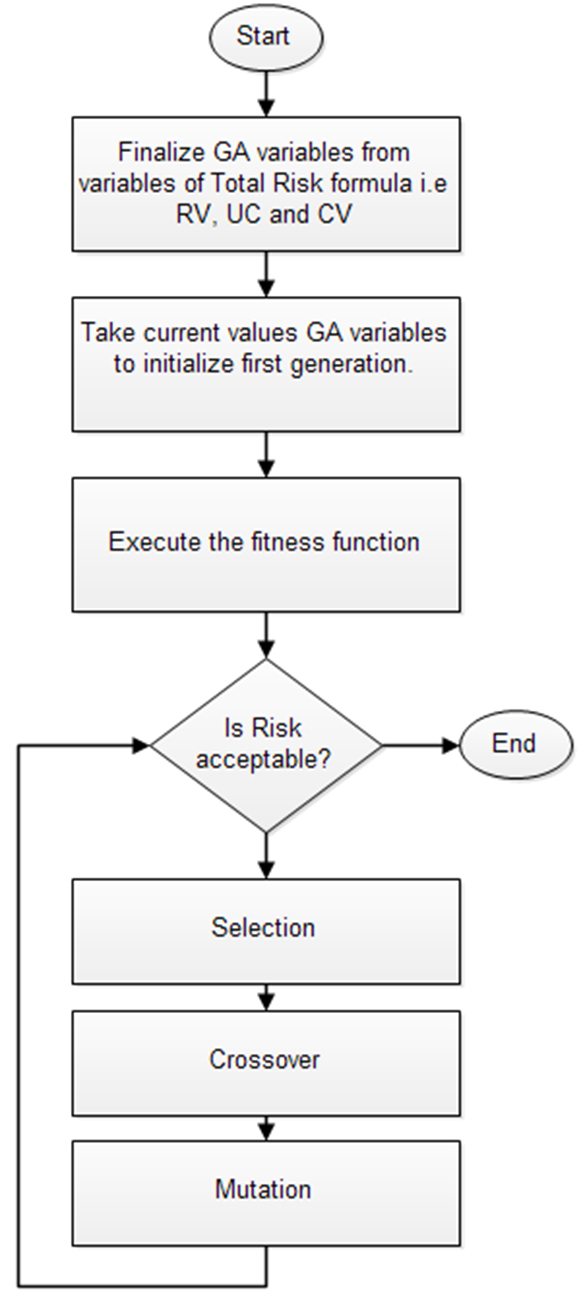 Start
Finalize GA variables from
variables of Total Risk formula i.e
RV, UC and CV
Take current values GA variables
to initialize first generation.
Execute the fitness function
Is Risk
acceptable?
End
Selection
Crossover
Mutation